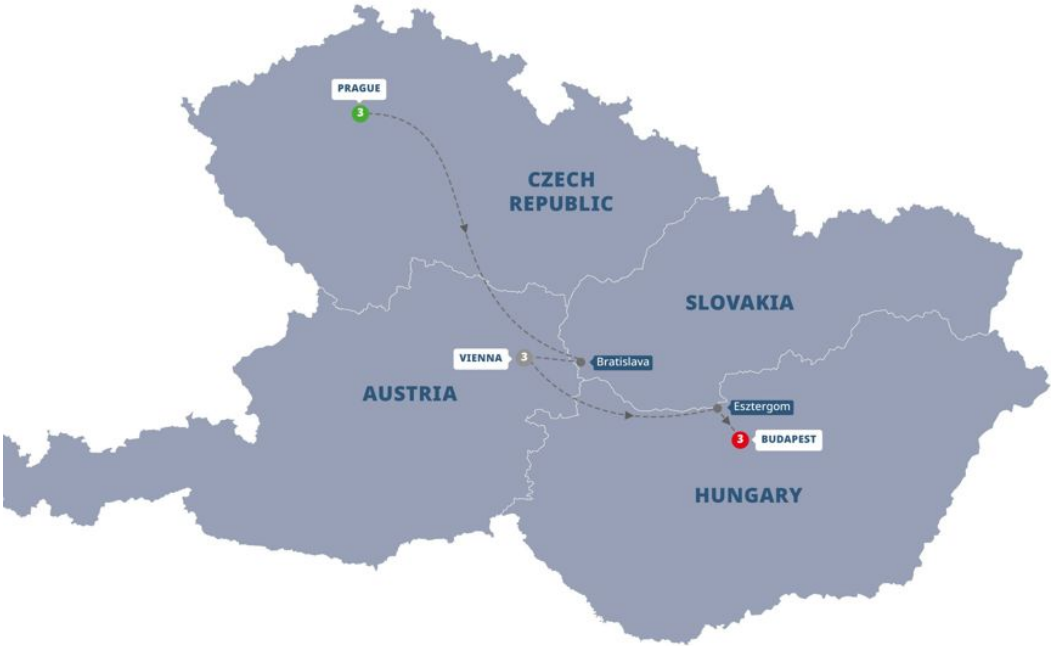 PRAGUE
3
CZECH
REPUBLIC
SLOVAKIA
VIENNA
3
Bratislava
AUSTRIA
Esztergom
3
BUDAPEST
HUNGARY